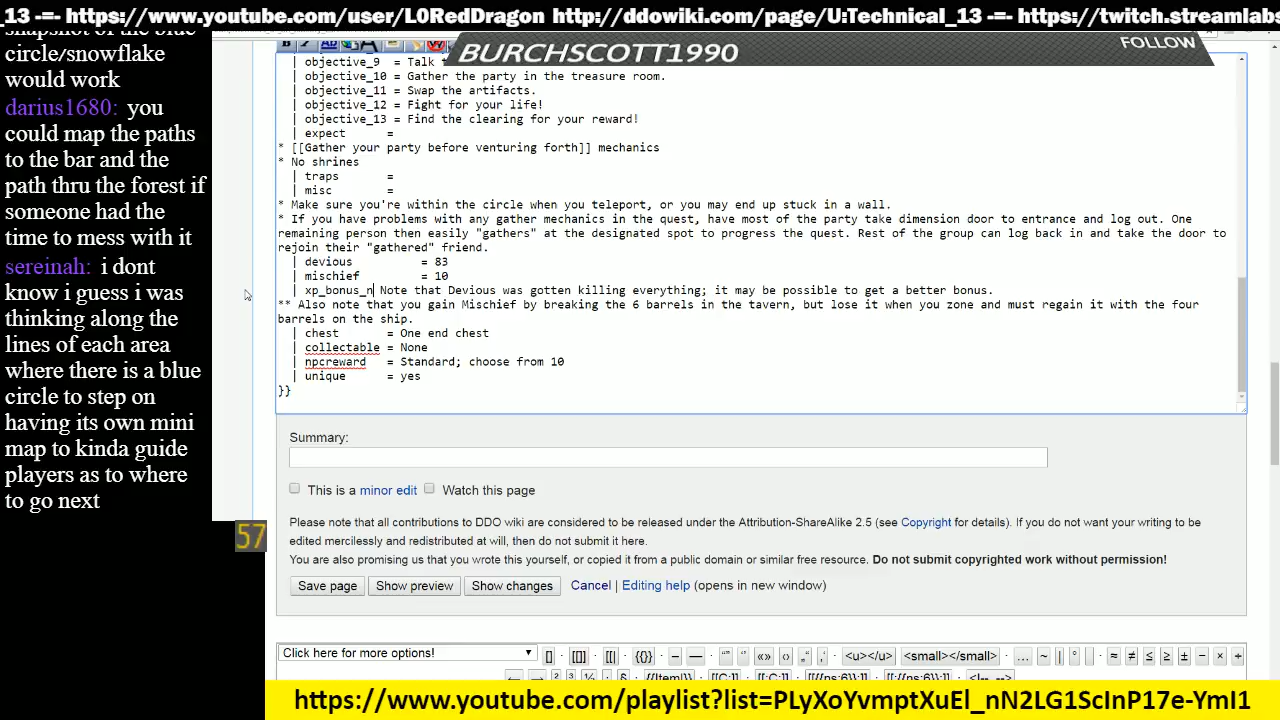 _13 -=- https://www.youtube.com/user/L0RedDragon http://ddowiki.com/page/U:Technical_13 -=- https://twitch.streamlabs
snapshot of the blue
circle/snowflake
would work
darius1680: you
could map the paths
to the bar and the
path thru the forest if
someone had the
time to mess with it
sereinah: i dont
know i guess i was
thinking along the
lines of each area
where there is a blue
circle to step on
having its own mini
map to kinda guide
players as to where
to go next
57
BURCHSCOTT1990
FOLLOW
| objective_9 = Talk t
| objective_10 = Gather the party in the treasure room.
| objective_11 = Swap the artifacts.
| objective_12 = Fight for your life!
| objective_13 = Find the clearing for your reward!
| expect =
* [[Gather your party before venturing forth]] mechanics
* No shrines
| traps =
| misc =
* Make sure you're within the circle when you teleport, or you may end up stuck in a wall.
* If you have problems with any gather mechanics in the quest, have most of the party take dimension door to entrance and log out. One
remaining person then easily "gathers" at the designated spot to progress the quest. Rest of the group can log back in and take the door to
rejoin their "gathered" friend.
| devious = 83
| mischief = 10
| xp_bonus_n Note that Devious was gotten killing everything; it may be possible to get a better bonus.
** Also note that you gain Mischief by breaking the 6 barrels in the tavern, but lose it when you zone and must regain it with the four
barrels on the ship.
| chest = One end chest
| collectable = None
| npcreward = Standard; choose from 10
| unique = yes
}}
Summary:
This is a minor edit Watch this page
Please note that all contributions to DDO wiki are considered to be released under the Attribution-ShareAlike 2.5 (see Copyright for details). If you do not want your writing to be
edited mercilessly and redistributed at will, then do not submit it here.
You are also promising us that you wrote this yourself, or copied it from a public domain or similar free resource. Do not submit copyrighted work without permission!
Save page Show preview Show changes Cancel | Editing help (opens in new window)
Click here for more options! [] · [[]] · [[| · {{}} · – · — · “” · ‘’ · «» · ‹› · „“ · ‚‘ · <u></u> · <small></small> · … · ~ · | · ° · · ≈ · ≠ · ≤ · ≥ · ± · − · × · ÷
https://www.youtube.com/playlist?list=PLyXoYvmptXuEl_nN2LG1ScInP17e-YmI1